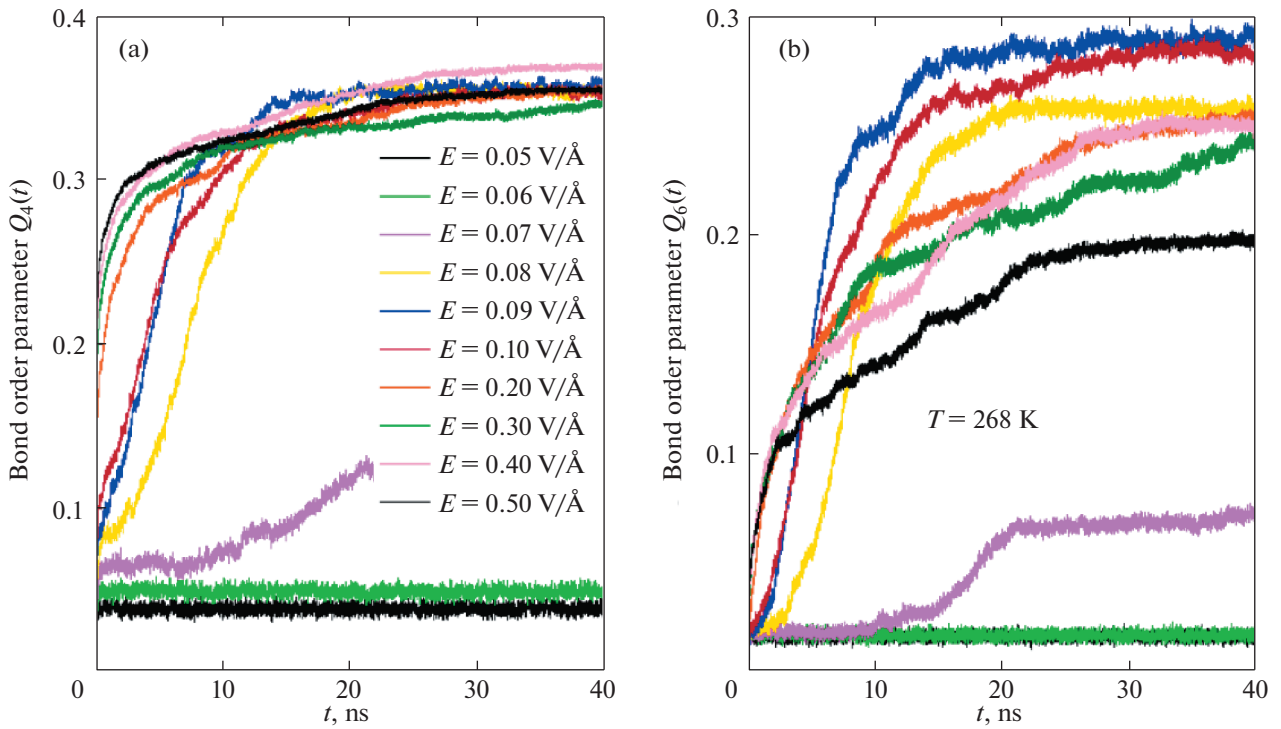 0.4
(a)
0.3
0.2
0.1
Bond order parameter Q4(t)
E = 0.05 V/Å
E = 0.06 V/Å
E = 0.07 V/Å
E = 0.08 V/Å
E = 0.09 V/Å
E = 0.10 V/Å
E = 0.20 V/Å
E = 0.30 V/Å
E = 0.40 V/Å
E = 0.50 V/Å
0 10 20 30 40
t, ns
0.3
(b)
0.2
0.1
Bond order parameter Q6(t)
T = 268 K
0 10 20 30 40
t, ns